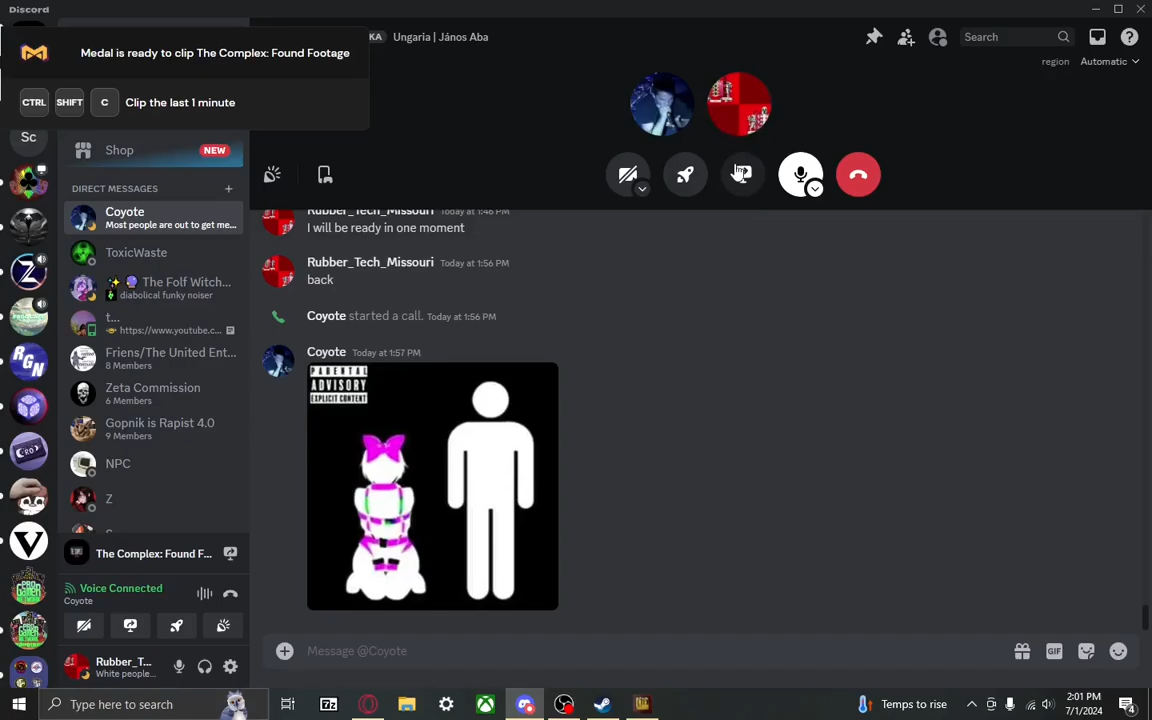 Discord
Medal is ready to clip The Complex: Found Footage
CTRL SHIFT C Clip the last 1 minute
KA Ungaria | János Aba
Search
region Automatic
Sc
Shop NEW
DIRECT MESSAGES +
Coyote
Most people are out to get me...
ToxicWaste
The Folf Witch...
diabolical funky noiser
t...
https://www.youtube.c...
Friens/The United Ent...
8 Members
Zeta Commission
6 Members
Gopnik is Rapist 4.0
9 Members
NPC
Z
The Complex: Found F...
Voice Connected
Coyote
Rubber_T...
White people...
Rubber_Tech_Missouri Today at 1:46 PM
I will be ready in one moment
Rubber_Tech_Missouri Today at 1:56 PM
back
Coyote started a call. Today at 1:56 PM
Coyote Today at 1:57 PM
PARENTAL
ADVISORY
EXPLICIT CONTENT
Message @Coyote
GIF
RGN
CRO
V
Type here to search
7z
Temps to rise
2:01 PM
7/1/2024
4